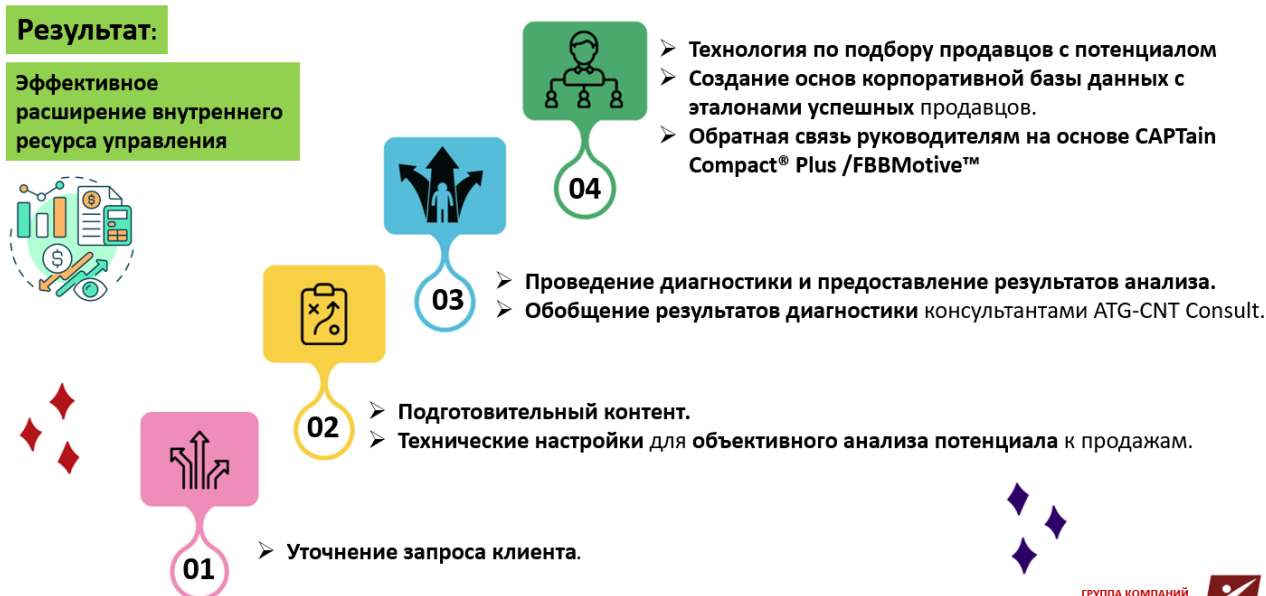 Результат:
Эффективное
расширение внутреннего
ресурса управления
➢ Технология по подбору продавцов с потенциалом
➢ Создание основ корпоративной базы данных с
эталонами успешных продавцов.
➢ Обратная связь руководителям на основе CAPTain
Compact® Plus /FBBMotive™
04
➢ Проведение диагностики и предоставление результатов анализа.
➢ Обобщение результатов диагностики консультантами ATG-CNT Consult.
03
➢ Подготовительный контент.
➢ Технические настройки для объективного анализа потенциала к продажам.
02
➢ Уточнение запроса клиента.
01
ГРУППА КОМПАНИЙ